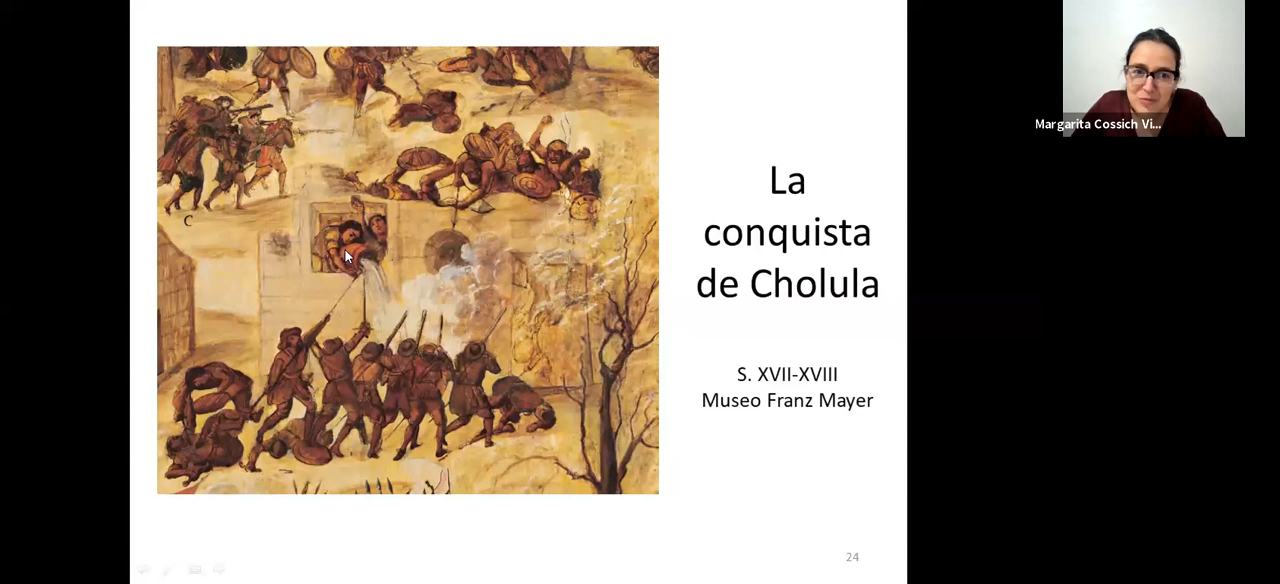 La
conquista
de Cholula
S. XVII-XVIII
Museo Franz Mayer
C
Margarita Cossich Vi...
24